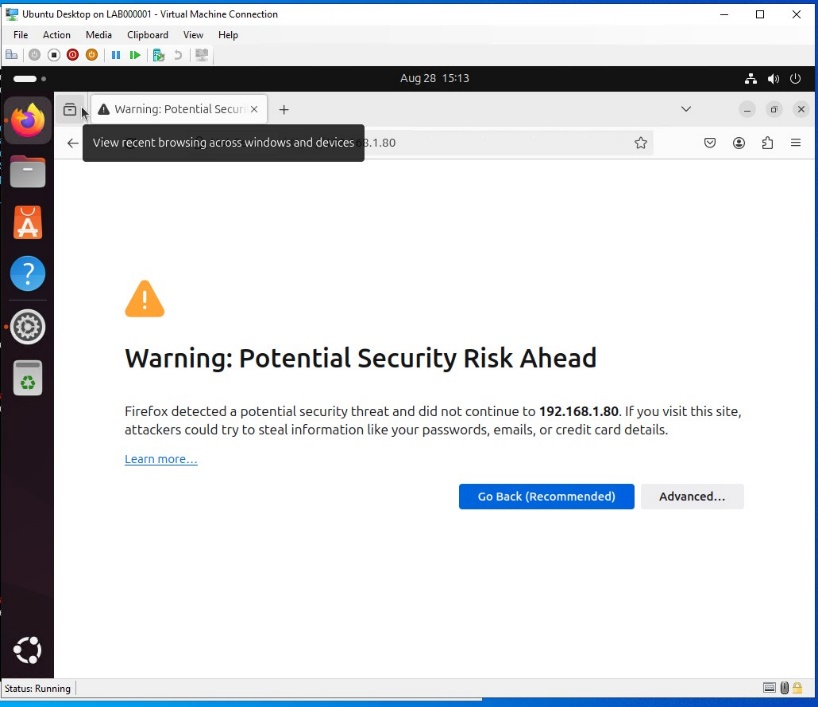 Ubuntu Desktop on LAB000001 - Virtual Machine Connection
File Action Media Clipboard View Help
Aug 28 15:13
Warning: Potential Secur
View recent browsing across windows and devices
8.1.80
Warning: Potential Security Risk Ahead
Firefox detected a potential security threat and did not continue to 192.168.1.80. If you visit this site,
attackers could try to steal information like your passwords, emails, or credit card details.
Learn more…
Go Back (Recommended) Advanced…
Status: Running